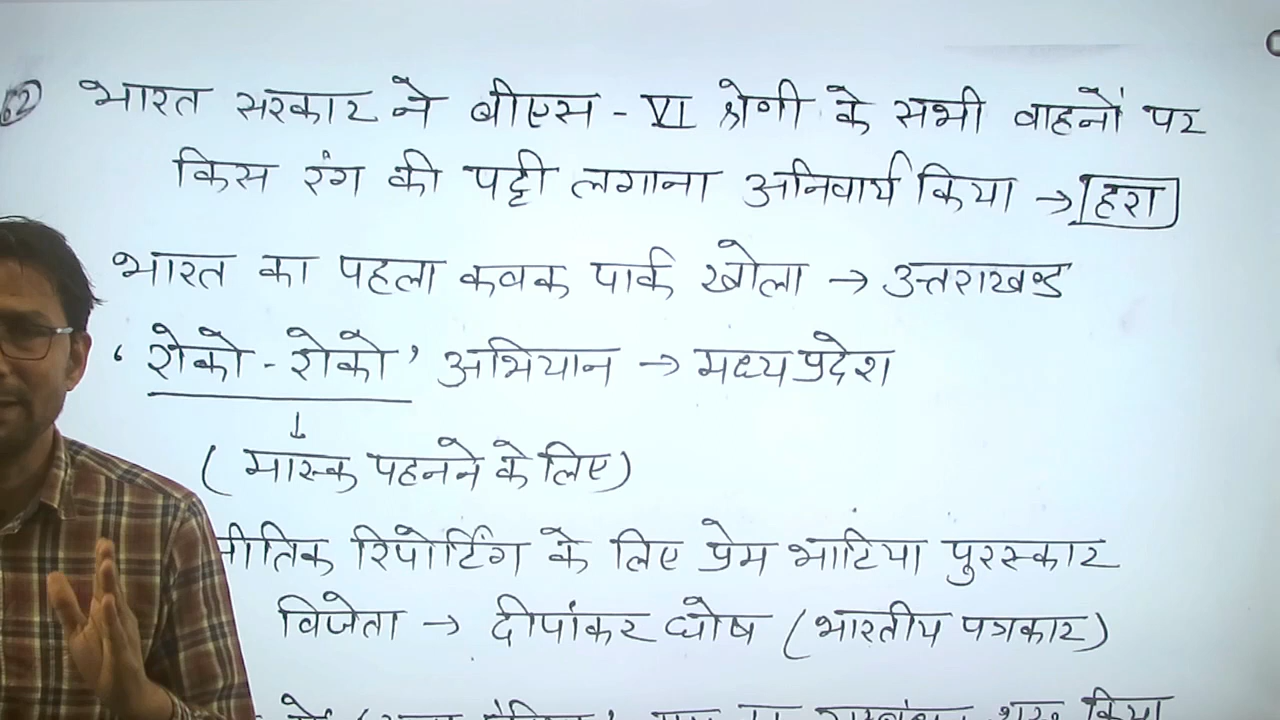 62 भारत सरकार ने बीएस - VI श्रेणी के सभी वाहनों पर
किस रंग की पट्टी लगाना अनिवार्य किया → हरा
भारत का पहला कवक पार्क खोला → उत्तराखण्ड
‘रोको - रोको’ अभियान → मध्यप्रदेश
↓
(मास्क पहनने के लिए)
नीतिक रिपोर्टिंग के लिए प्रेम भाटिया पुरस्कार
विजेता → दीपांकर घोष (भारतीय पत्रकार)